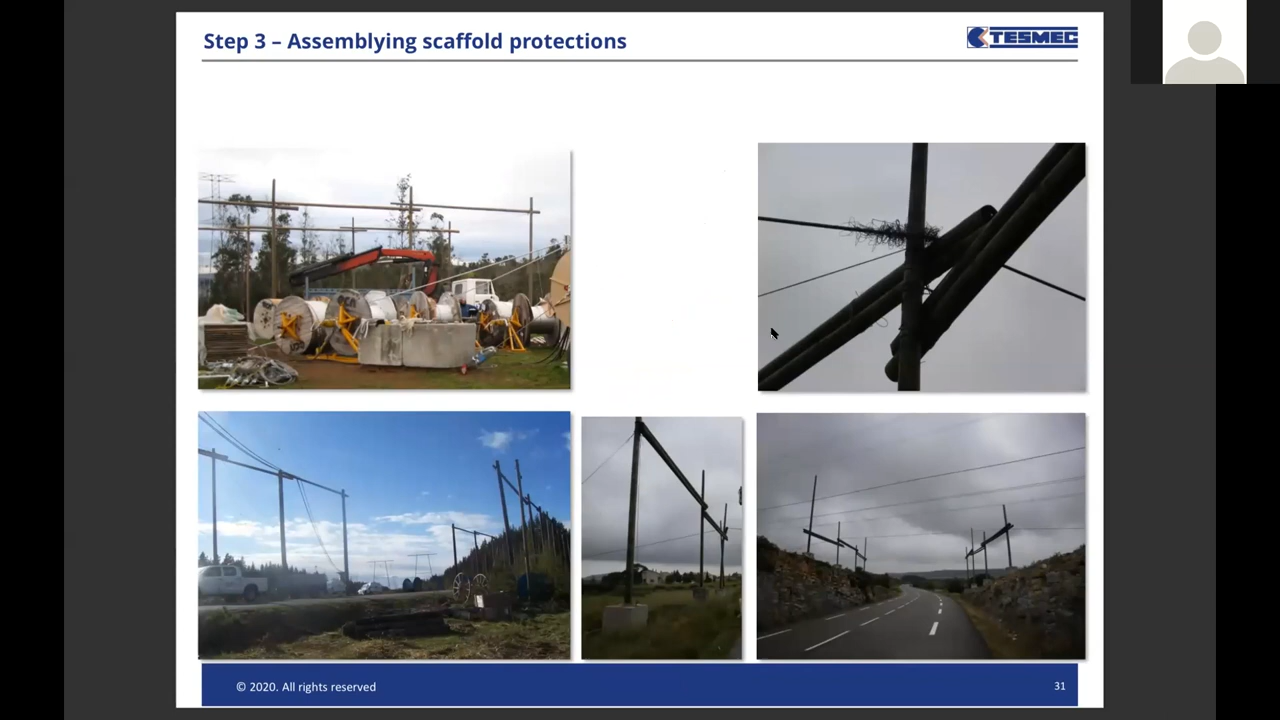 Step 3 – Assemblying scaffold protections
TESMEC
© 2020. All rights reserved
31